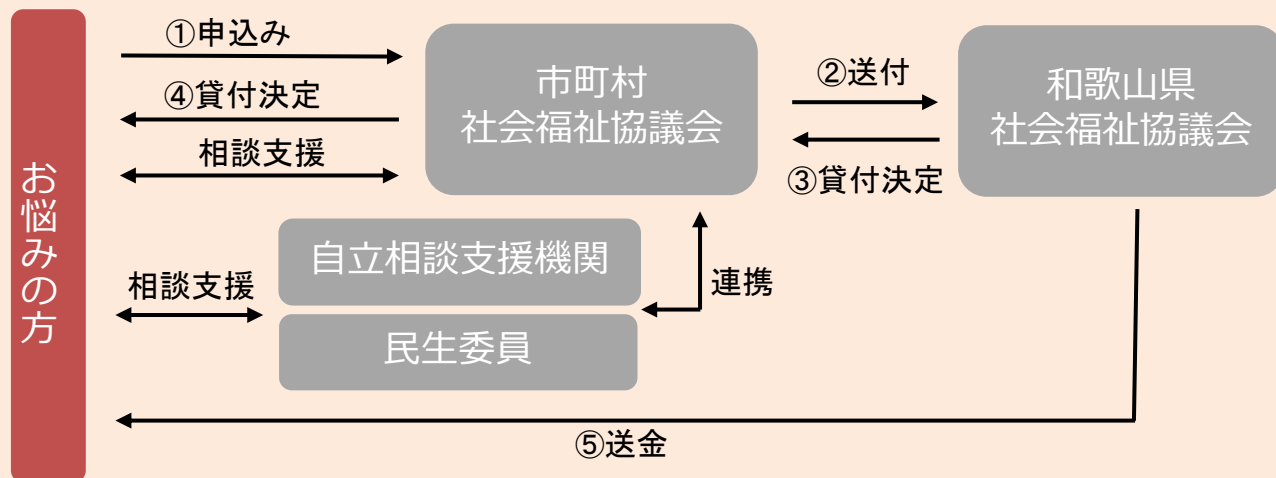 お悩みの方
①申込み
④貸付決定
相談支援
市町村
社会福祉協議会
②送付
③貸付決定
和歌山県
社会福祉協議会
相談支援
自立相談支援機関
民生委員
連携
⑤送金